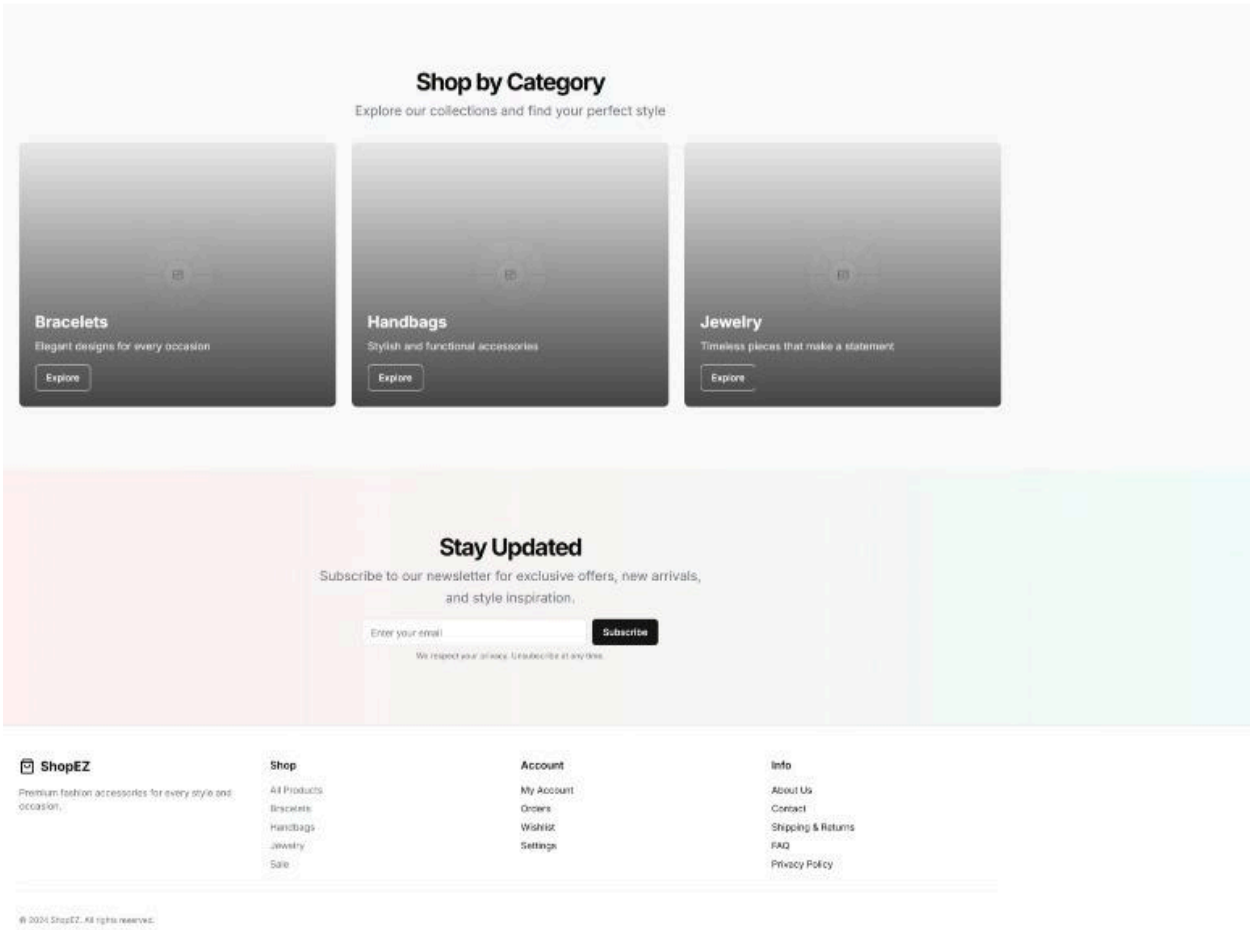 Shop by Category
Explore our collections and find your perfect style
Bracelets
Elegant designs for every occasion
Explore
Handbags
Stylish and functional accessories
Explore
Jewelry
Timeless pieces that make a statement
Explore
Stay Updated
Subscribe to our newsletter for exclusive offers, new arrivals,
and style inspiration.
Enter your email
Subscribe
We respect your privacy. Unsubscribe at any time.
ShopEZ
Premium fashion accessories for every style and
occasion.
Shop
All Products
Bracelets
Handbags
Jewelry
Sale
Account
My Account
Orders
Wishlist
Settings
Info
About Us
Contact
Shipping & Returns
FAQ
Privacy Policy
© 2024 ShopEZ. All rights reserved.